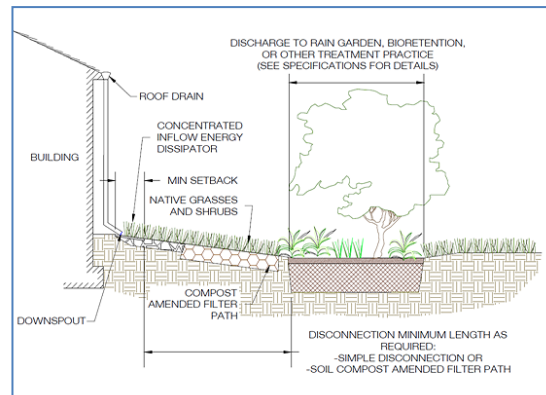 DISCHARGE TO RAIN GARDEN, BIORETENTION,
OR OTHER TREATMENT PRACTICE
(SEE SPECIFICATIONS FOR DETAILS)
ROOF DRAIN
CONCENTRATED
INFLOW ENERGY
DISSIPATOR
BUILDING
MIN SETBACK
NATIVE GRASSES
AND SHRUBS
COMPOST
AMENDED FILTER
PATH
DOWNSPOUT
DISCONNECTION MINIMUM LENGTH AS
REQUIRED:
-SIMPLE DISCONNECTION OR
-SOIL COMPOST AMENDED FILTER PATH